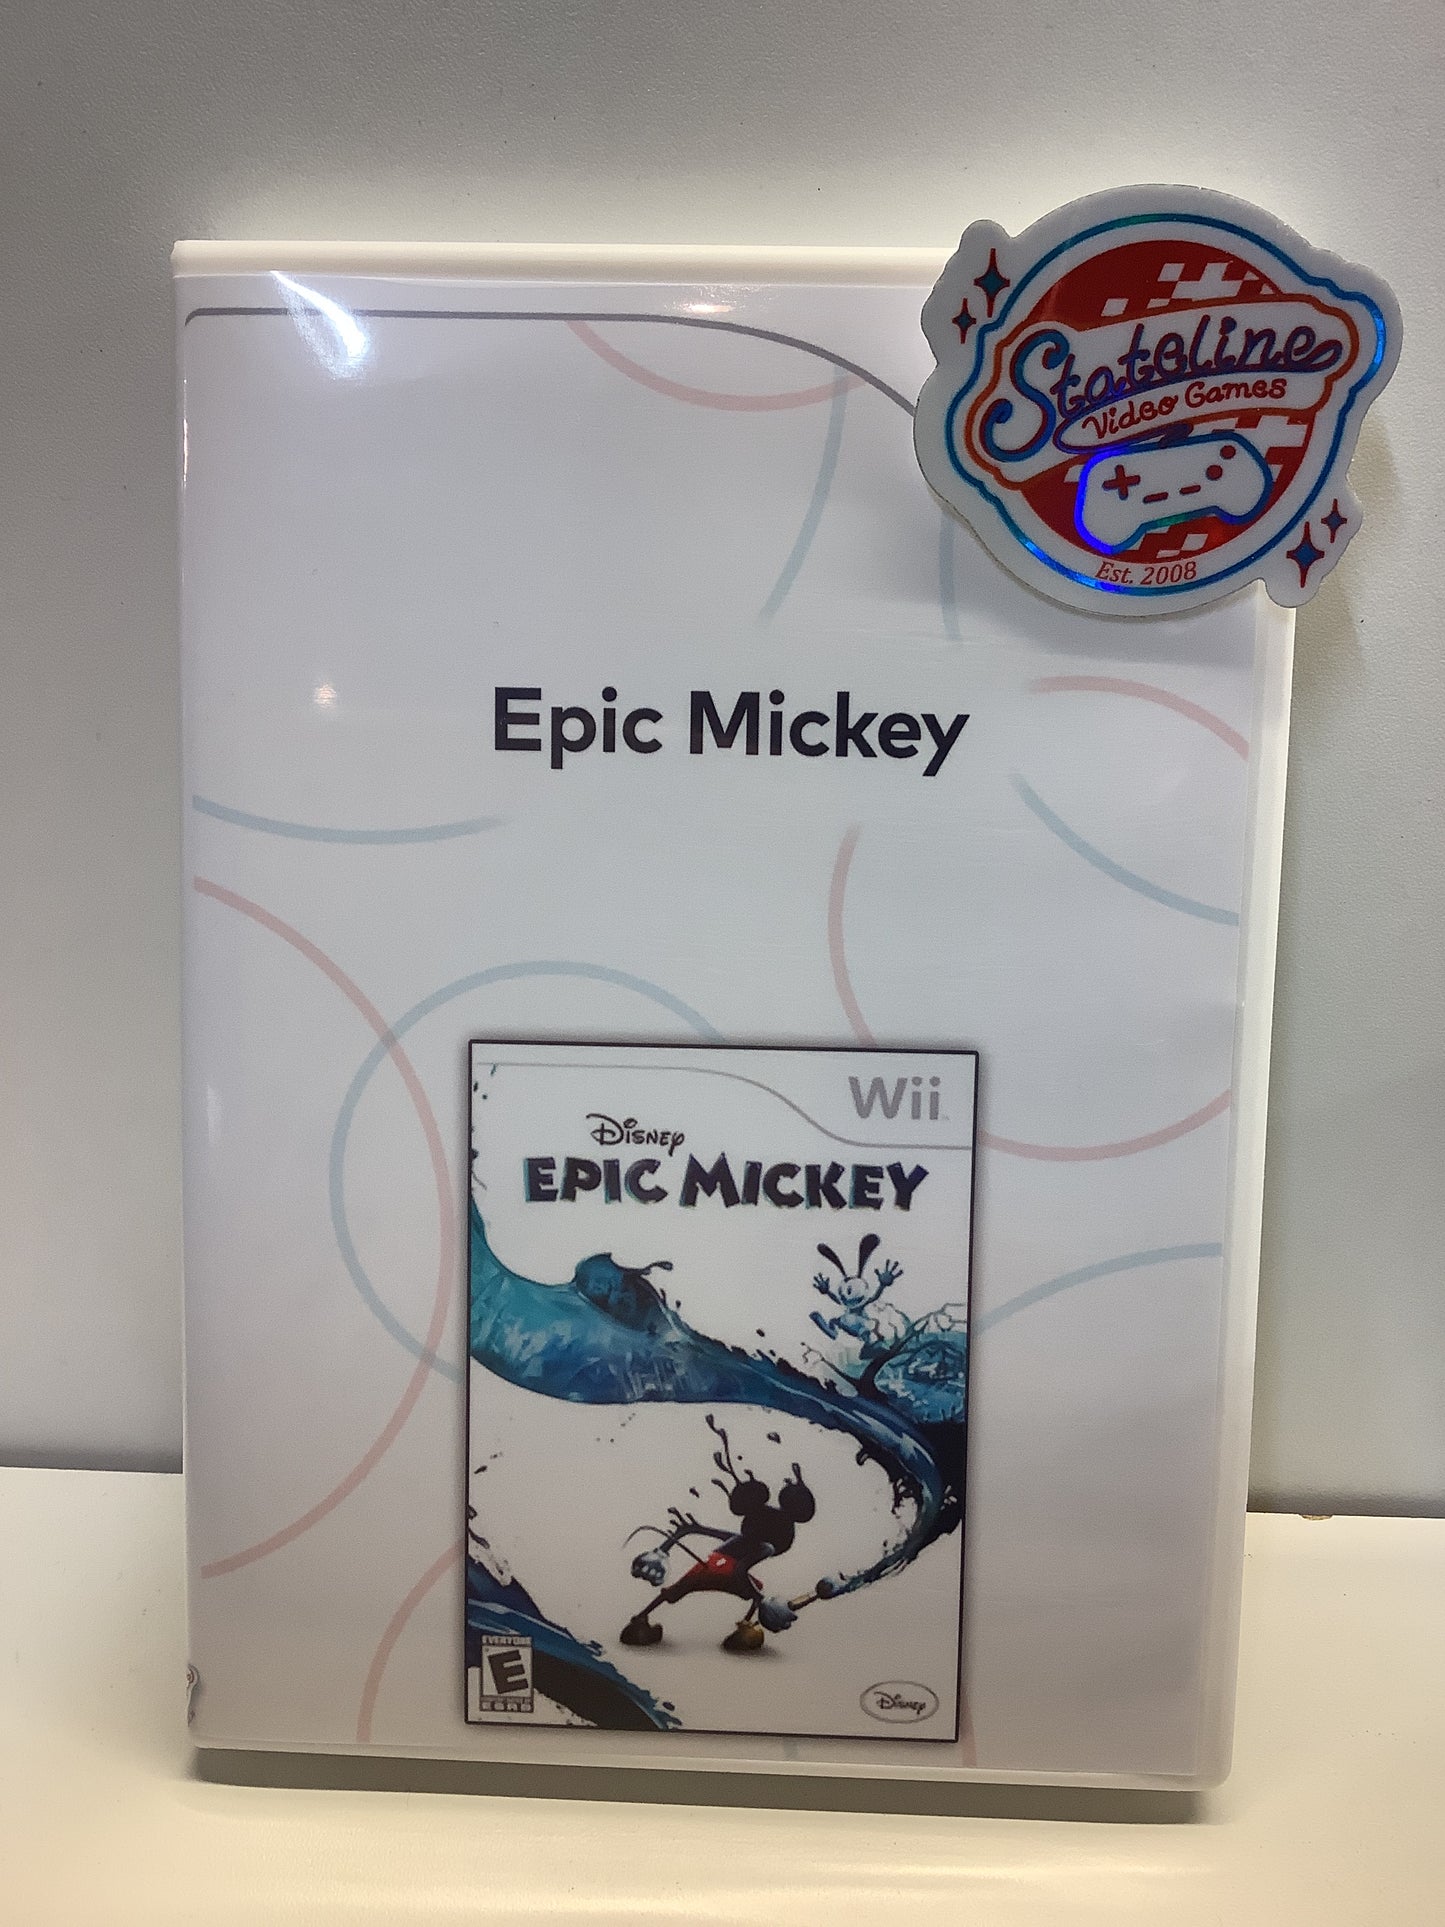 Stateline
Video Games
Est. 2008
Epic Mickey
Wii
Disney
EPIC MICKEY
EVERYONE
E
ESRB
Disney